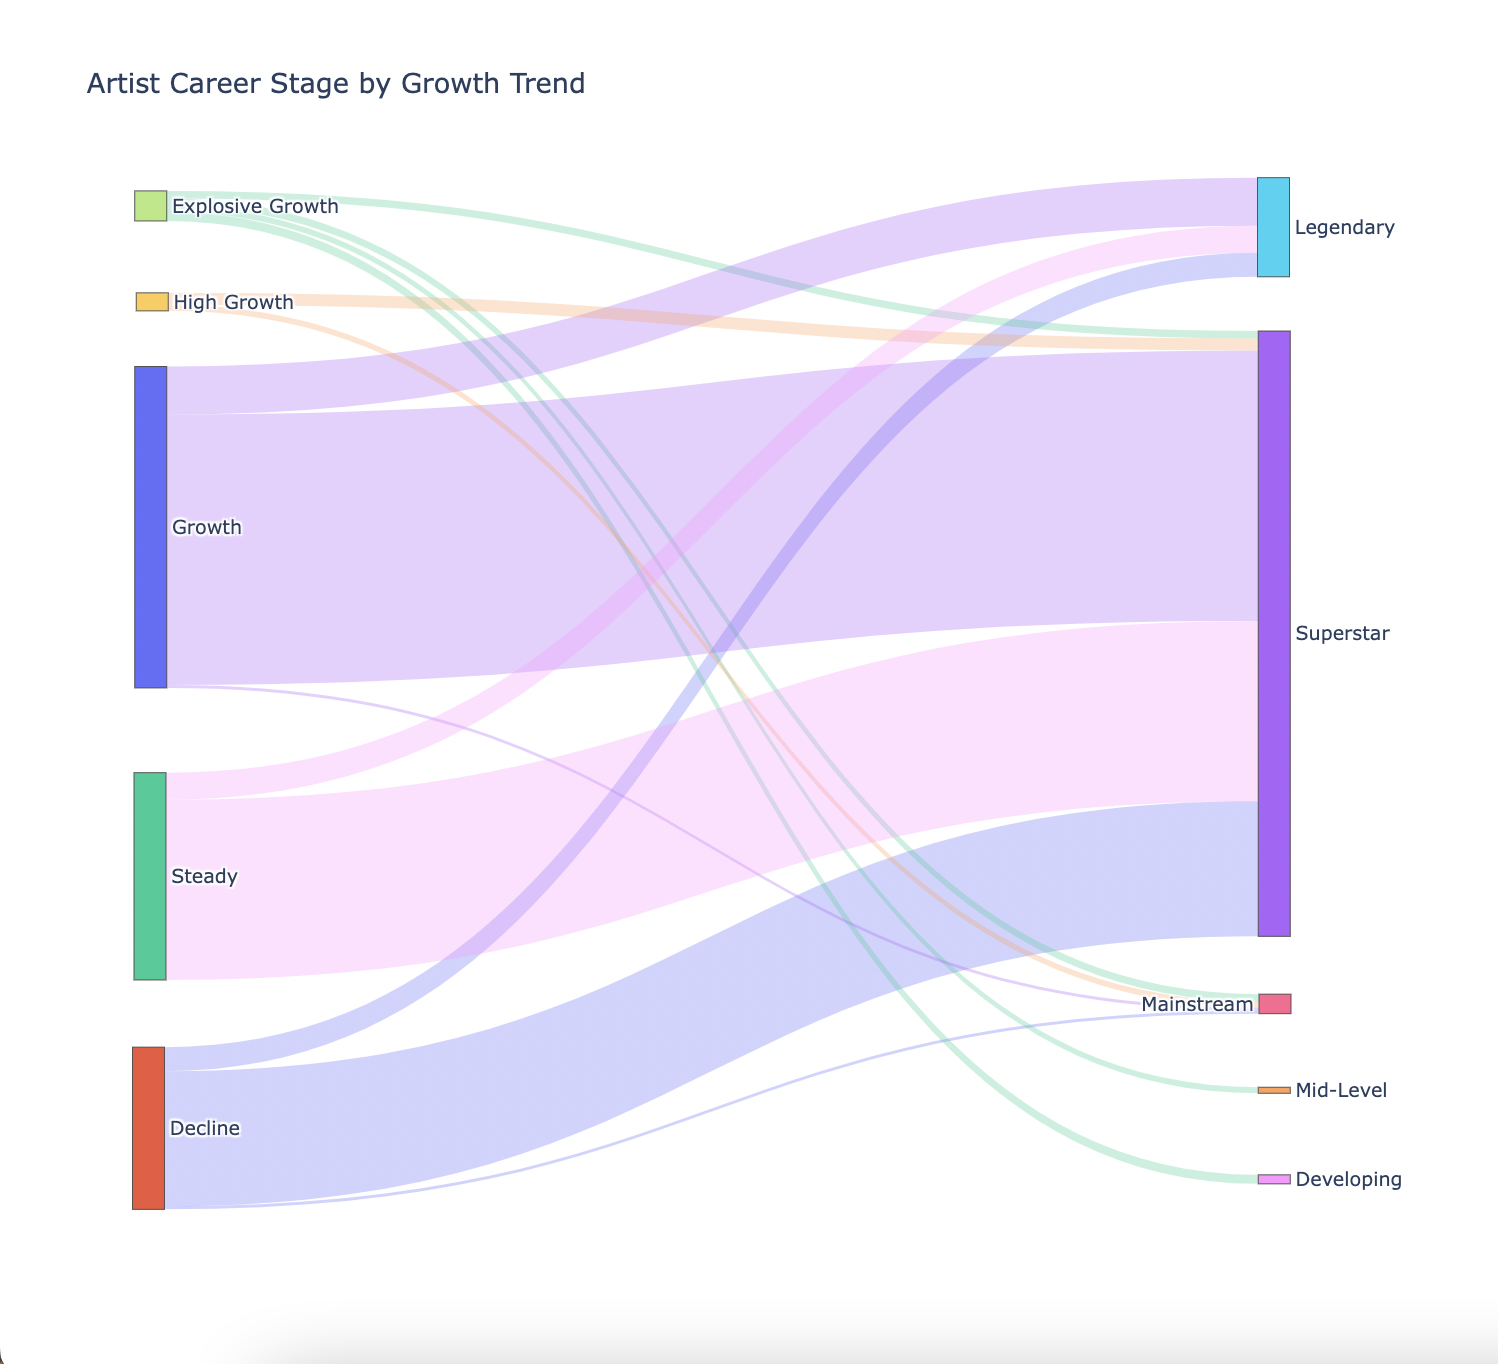 Artist Career Stage by Growth Trend
Explosive Growth
High Growth
Growth
Steady
Decline
Legendary
Superstar
Mainstream
Mid-Level
Developing